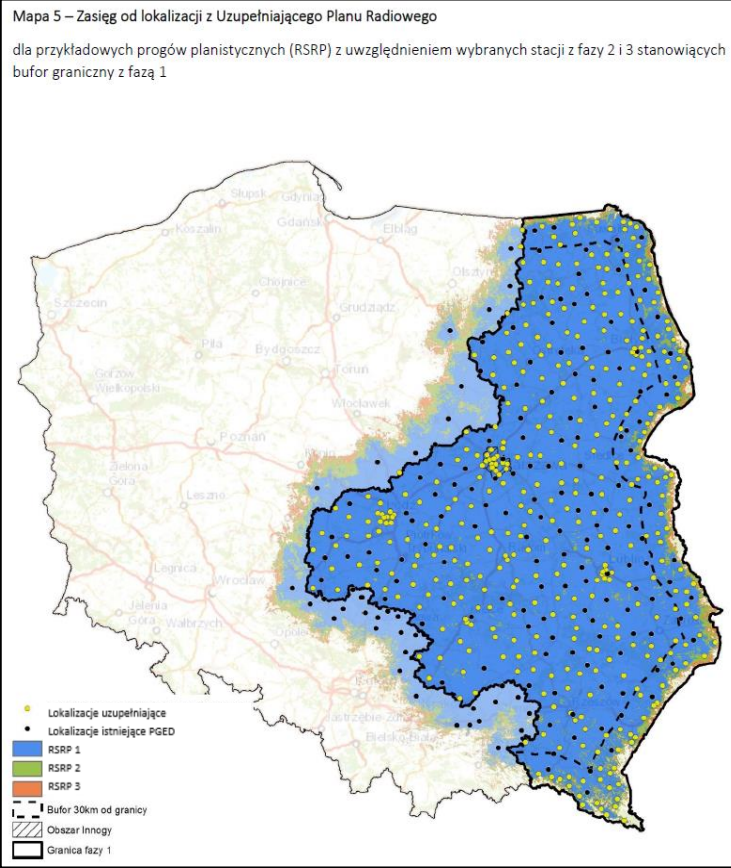 Mapa 5 – Zasięg od lokalizacji z Uzupełniającego Planu Radiowego
dla przykładowych progów planistycznych (RSRP) z uwzględnieniem wybranych stacji z fazy 2 i 3 stanowiących
bufor graniczny z fazą 1
Słupsk
Gdynia
Koszalin
Gdańsk
Elbląg
Olsztyn
Chojnice
Szczecin
Grudziądz
Piła
Bydgoszcz
Toruń
Gorzów
Wielkopolski
Włocławek
Poznań
Konin
Zielona
Góra
Leszno
Legnica
Wrocław
Lublin
Jelenia
Góra
Wałbrzych
Opole
Rzeszów
Jastrzębie
Bielsko-Biała
Lokalizacje uzupełniające
Lokalizacje istniejące PGED
RSRP 1
RSRP 2
RSRP 3
Bufor 30km od granicy
Obszar Innogy
Granica fazy 1